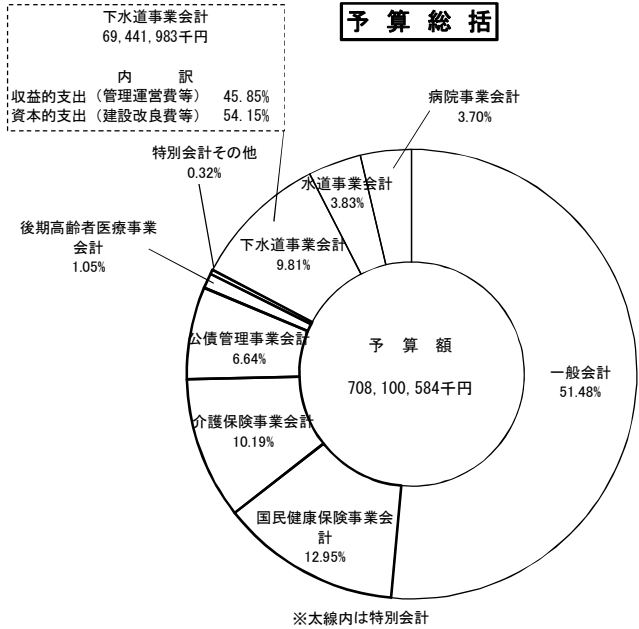 予算総括
下水道事業会計
69,441,983千円
内　　訳
収益的支出（管理運営費等） 45.85%
資本的支出（建設改良費等） 54.15%
病院事業会計
3.70%
特別会計その他
0.32%
水道事業会計
3.83%
後期高齢者医療事業
会計
1.05%
下水道事業会計
9.81%
公債管理事業会計
6.64%
予　算　額
708,100,584千円
一般会計
51.48%
介護保険事業会計
10.19%
国民健康保険事業会
計
12.95%
※太線内は特別会計